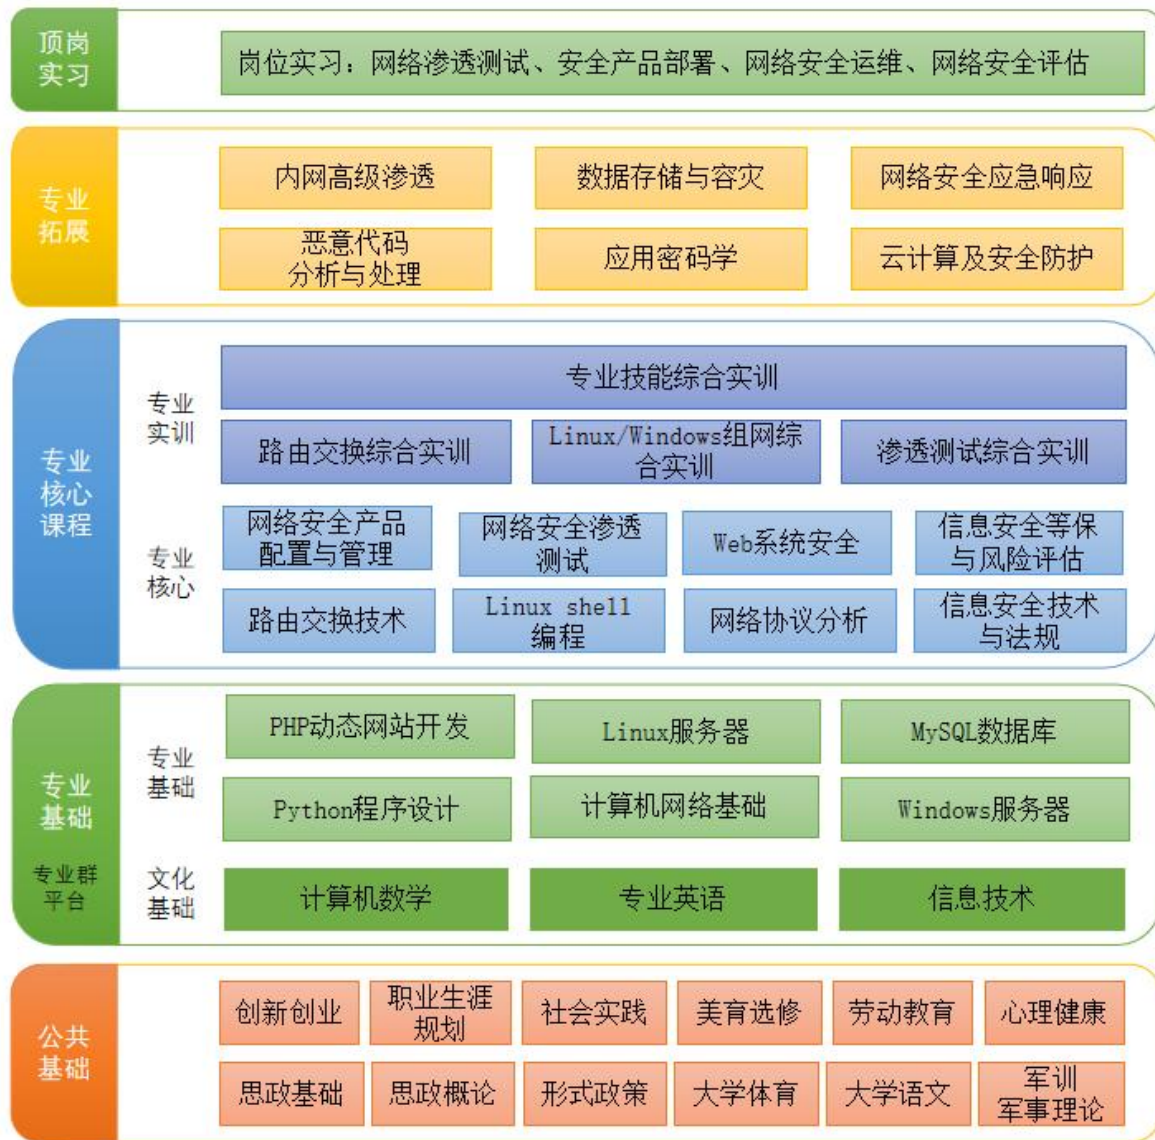 顶岗
实习
岗位实习：网络渗透测试、安全产品部署、网络安全运维、网络安全评估
专业
拓展
内网高级渗透
数据存储与容灾
网络安全应急响应
恶意代码
分析与处理
应用密码学
云计算及安全防护
专业
核心
课程
专业
实训
专业技能综合实训
路由交换综合实训
Linux/Windows组网综
合实训
渗透测试综合实训
专业
核心
网络安全产品
配置与管理
网络安全渗透
测试
Web系统安全
信息安全等保
与风险评估
路由交换技术
Linux shell
编程
网络协议分析
信息安全技术
与法规
专业
基础
专业群
平台
专业
基础
PHP动态网站开发
Linux服务器
MySQL数据库
Python程序设计
计算机网络基础
Windows服务器
文化
基础
计算机数学
专业英语
信息技术
公共
基础
创新创业
职业生涯
规划
社会实践
美育选修
劳动教育
心理健康
思政基础
思政概论
形式政策
大学体育
大学语文
军训
军事理论